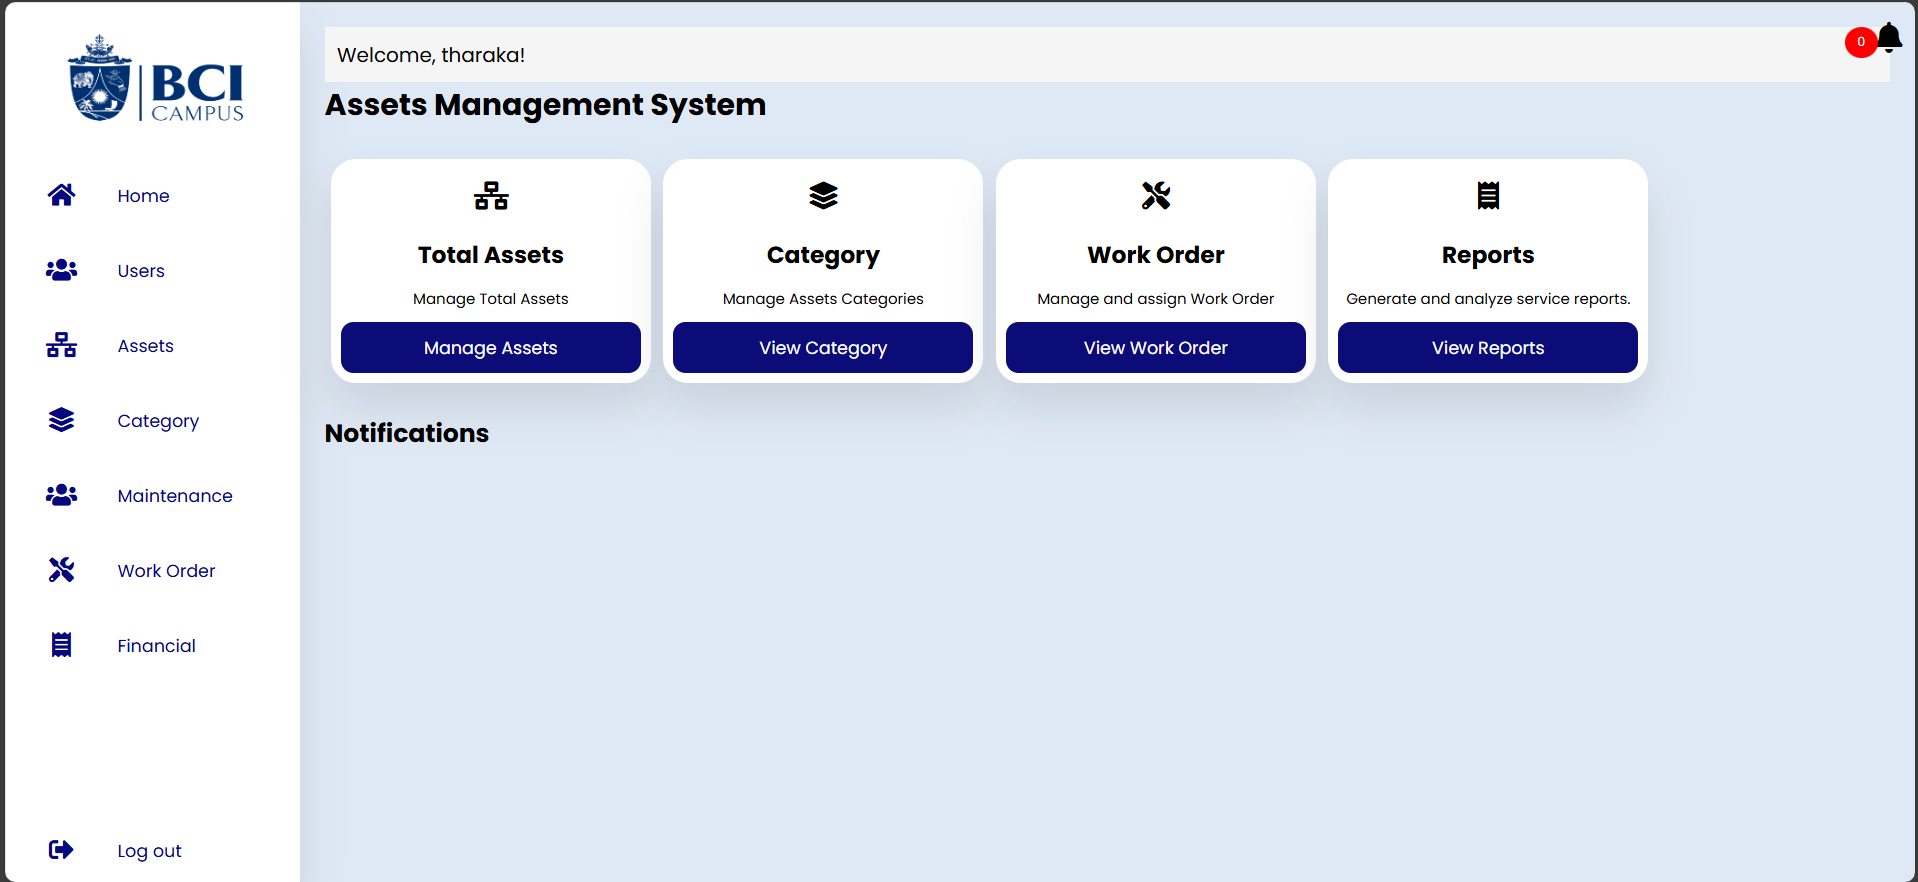 BCI
CAMPUS
Home
Users
Assets
Category
Maintenance
Work Order
Financial
Log out
Welcome, tharaka!
0
Assets Management System
Total Assets
Manage Total Assets
Manage Assets
Category
Manage Assets Categories
View Category
Work Order
Manage and assign Work Order
View Work Order
Reports
Generate and analyze service reports.
View Reports
Notifications